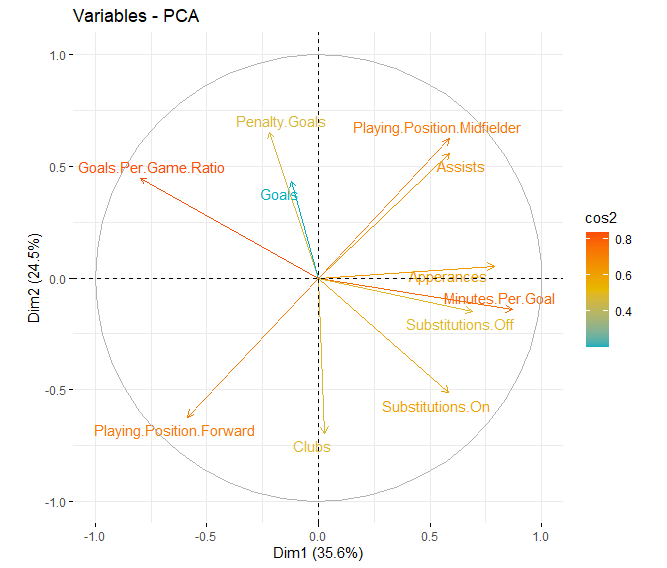 Variables - PCA
1.0
0.5
0.0
-0.5
-1.0
Dim2 (24.5%)
Penalty.Goals
Playing.Position.Midfielder
Goals.Per.Game.Ratio
Assists
Goals
Apperances
Minutes.Per.Goal
Substitutions.Off
Substitutions.On
Playing.Position.Forward
Clubs
-1.0 -0.5 0.0 0.5 1.0
Dim1 (35.6%)
cos2
0.8
0.6
0.4